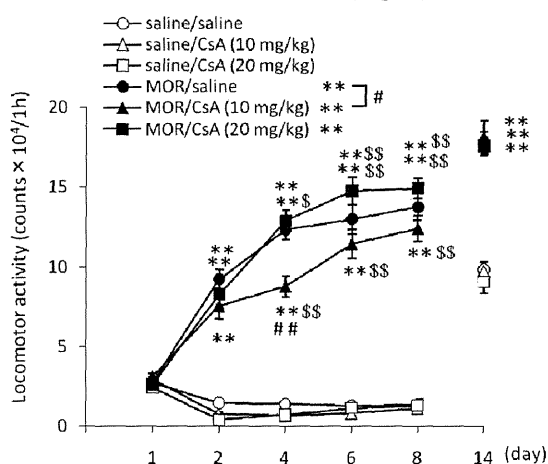 saline/saline
saline/CsA (10 mg/kg)
saline/CsA (20 mg/kg)
MOR/saline **
MOR/CsA (10 mg/kg) ** #
MOR/CsA (20 mg/kg) **
Locomotor activity (counts × 10⁴/1h)
20
15
10
5
0
**
**
**
** $$
** $$
** $$
** $$
**
** $
**
**
** $$
** $$
**
** $$
##
1 2 4 6 8 14 (day)